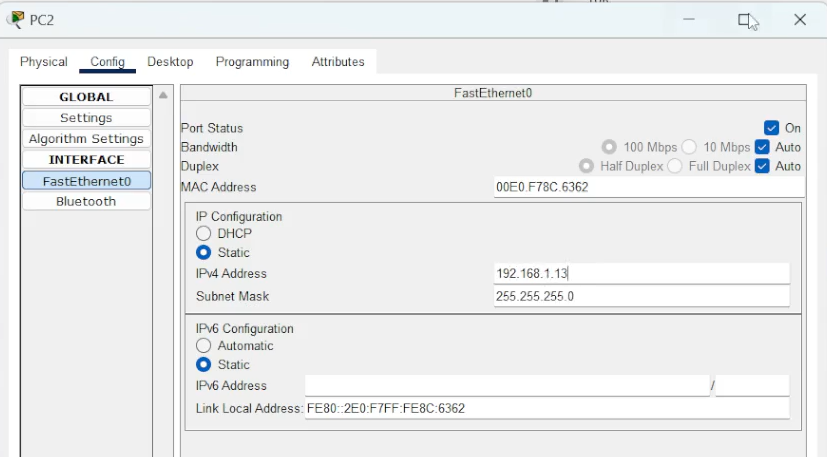 PC2
Physical Config Desktop Programming Attributes
GLOBAL
Settings
Algorithm Settings
INTERFACE
FastEthernet0
Bluetooth
FastEthernet0
Port Status On
Bandwidth 100 Mbps 10 Mbps Auto
Duplex Half Duplex Full Duplex Auto
MAC Address 00E0.F78C.6362
IP Configuration
DHCP
Static
IPv4 Address 192.168.1.13
Subnet Mask 255.255.255.0
IPv6 Configuration
Automatic
Static
IPv6 Address /
Link Local Address: FE80::2E0:F7FF:FE8C:6362